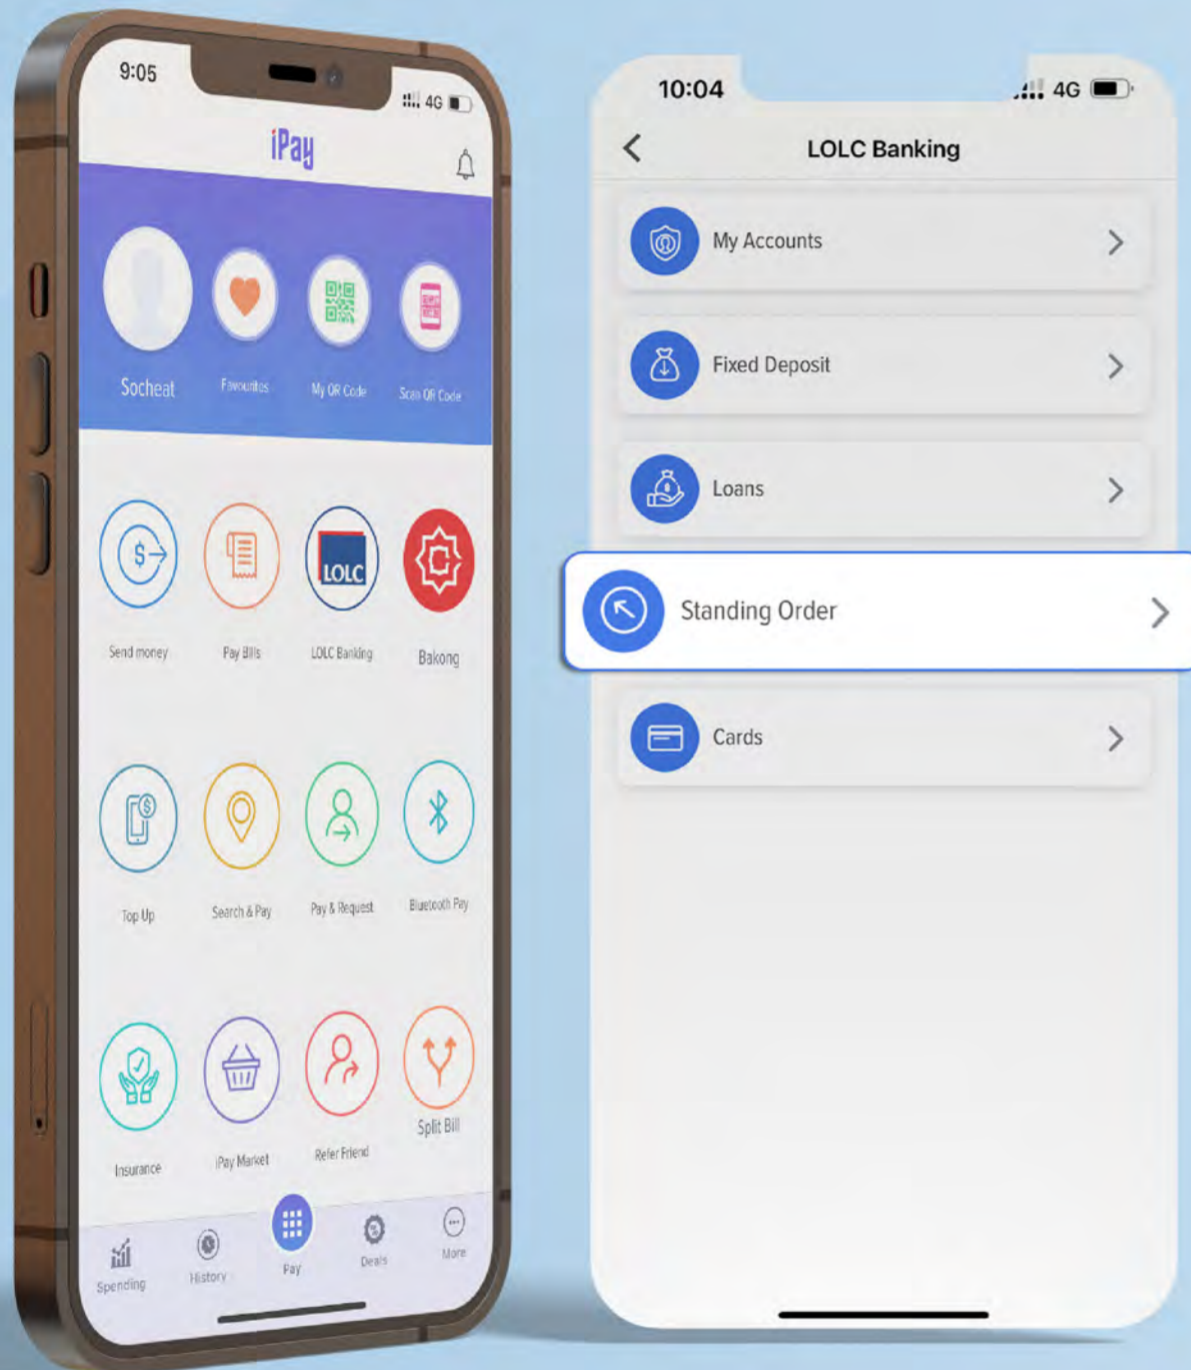 9:05
4G
iPay
Socheat
Favourites
My QR Code
Scan QR Code
LOLC
Send money
Pay Bills
LOLC Banking
Bakong
Top Up
Search & Pay
Pay & Request
Bluetooth Pay
Insurance
iPay Market
Refer Friend
Split Bill
Spending
History
Pay
Deals
More
10:04
4G
LOLC Banking
My Accounts
Fixed Deposit
Loans
Standing Order
Cards